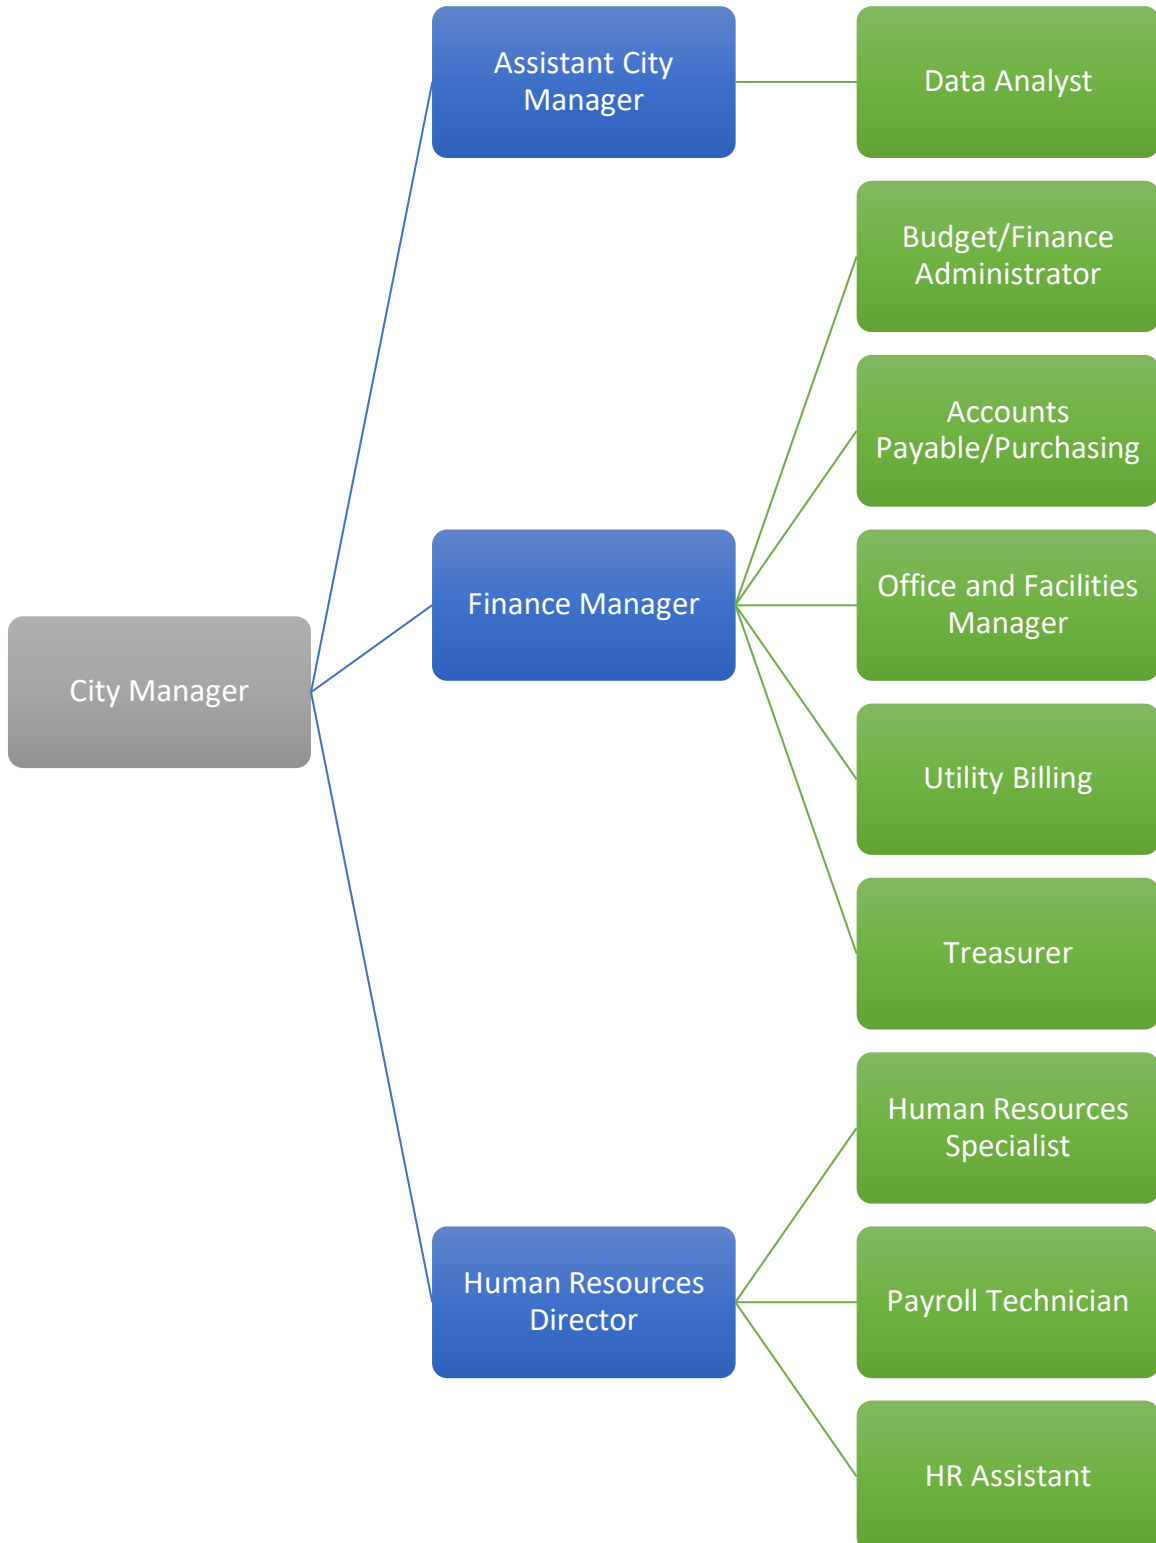 Assistant City
Manager
Data Analyst
Budget/Finance
Administrator
Accounts
Payable/Purchasing
Finance Manager
Office and Facilities
Manager
City Manager
Utility Billing
Treasurer
Human Resources
Specialist
Human Resources
Director
Payroll Technician
HR Assistant